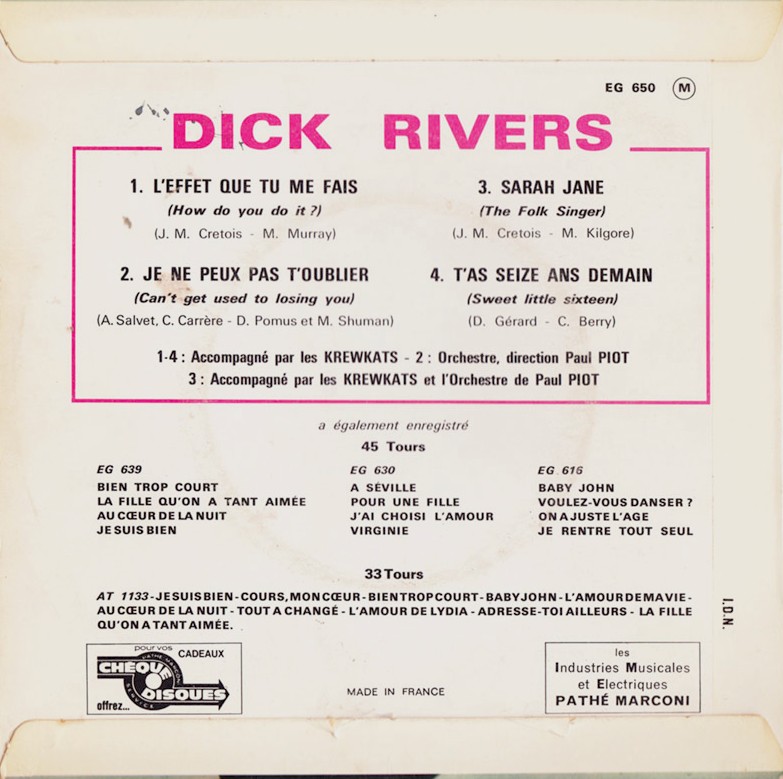 EG 650 M
DICK RIVERS
1. L'EFFET QUE TU ME FAIS
(How do you do it ?)
(J. M. Cretois - M. Murray)
2. JE NE PEUX PAS T'OUBLIER
(Can't get used to losing you)
(A. Salvet, C. Carrère - D. Pomus et M. Shuman)
3. SARAH JANE
(The Folk Singer)
(J. M. Cretois - M. Kilgore)
4. T'AS SEIZE ANS DEMAIN
(Sweet little sixteen)
(D. Gérard - C. Berry)
1-4 : Accompagné par les KREWKATS - 2 : Orchestre, direction Paul PIOT
3 : Accompagné par les KREWKATS et l'Orchestre de Paul PIOT
a également enregistré
45 Tours
EG 639
BIEN TROP COURT
LA FILLE QU'ON A TANT AIMÉE
AU CŒUR DE LA NUIT
JE SUIS BIEN
EG 630
A SÉVILLE
POUR UNE FILLE
J'AI CHOISI L'AMOUR
VIRGINIE
EG 616
BABY JOHN
VOULEZ-VOUS DANSER ?
ON A JUSTE L'AGE
JE RENTRE TOUT SEUL
33 Tours
AT 1133 - JE SUIS BIEN - COURS, MON CŒUR - BIEN TROP COURT - BABY JOHN - L'AMOUR DE MA VIE -
AU CŒUR DE LA NUIT - TOUT A CHANGÉ - L'AMOUR DE LYDIA - ADRESSE-TOI AILLEURS - LA FILLE
QU'ON A TANT AIMÉE.
I.D.N.
pour vos CADEAUX
PATHÉ MARCONI
CHÈQUE
DISQUES
SERVICE
offrez...
MADE IN FRANCE
les
Industries Musicales
et Electriques
PATHÉ MARCONI